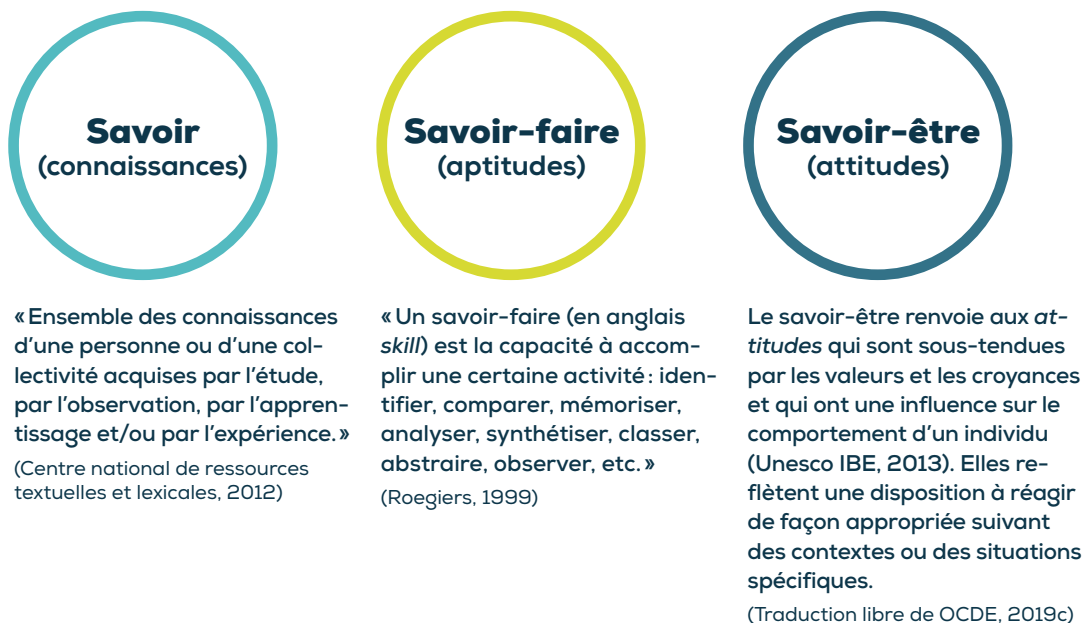 Savoir
(connaissances)
«Ensemble des connaissances
d’une personne ou d’une col-
lectivité acquises par l’étude,
par l’observation, par l’appren-
tissage et/ou par l’expérience.»
(Centre national de ressources
textuelles et lexicales, 2012)
Savoir-faire
(aptitudes)
«Un savoir-faire (en anglais
skill) est la capacité à accom-
plir une certaine activité: iden-
tifier, comparer, mémoriser,
analyser, synthétiser, classer,
abstraire, observer, etc.»
(Roegiers, 1999)
Savoir-être
(attitudes)
Le savoir-être renvoie aux at-
titudes qui sont sous-tendues
par les valeurs et les croyances
et qui ont une influence sur le
comportement d’un individu
(Unesco IBE, 2013). Elles re-
flètent une disposition à réagir
de façon appropriée suivant
des contextes ou des situations
spécifiques.
(Traduction libre de OCDE, 2019c)